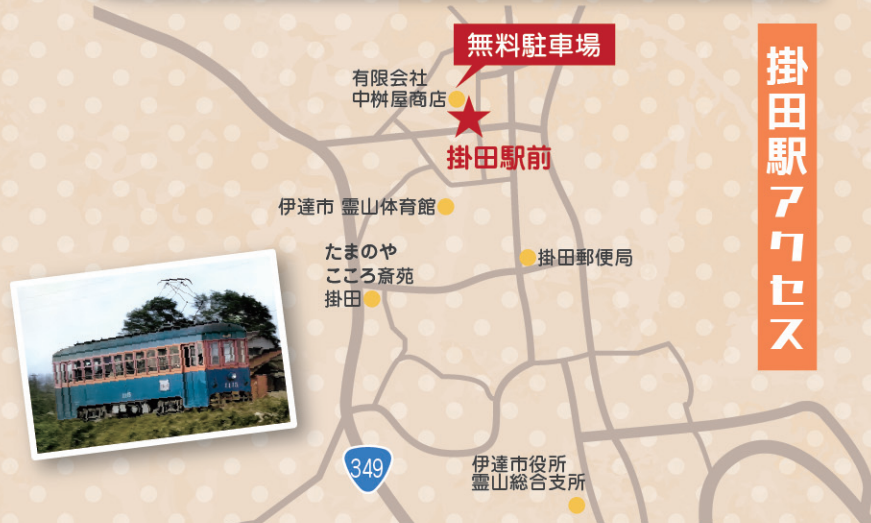 無料駐車場
有限会社
中桝屋商店
掛田駅前
掛田駅アクセス
伊達市 霊山体育館
たまのや
こころ斎苑
掛田
掛田郵便局
349
伊達市役所
霊山総合支所